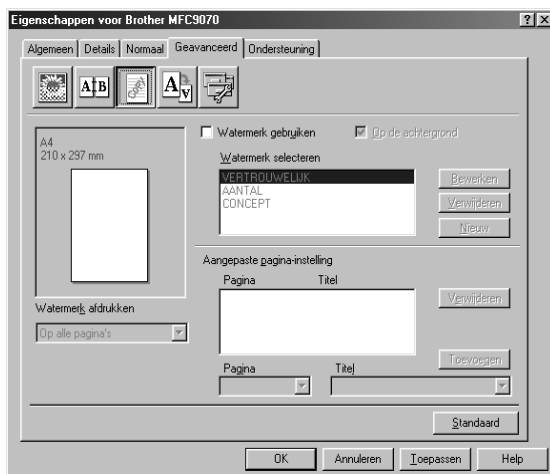 Eigenschappen voor Brother MFC9070
Algemeen Details Normaal Geavanceerd Ondersteuning
A4
210 x 297 mm
Watermerk gebruiken Op de achtergrond
Watermerk selecteren
VERTROUWELIJK
AANTAL
CONCEPT
Bewerken
Verwijderen
Nieuw
Watermerk afdrukken
Op alle pagina's
Aangepaste pagina-instelling
Pagina Titel
Verwijderen
Toevoegen
Pagina Titel
Standaard
OK Annuleren Toepassen Help